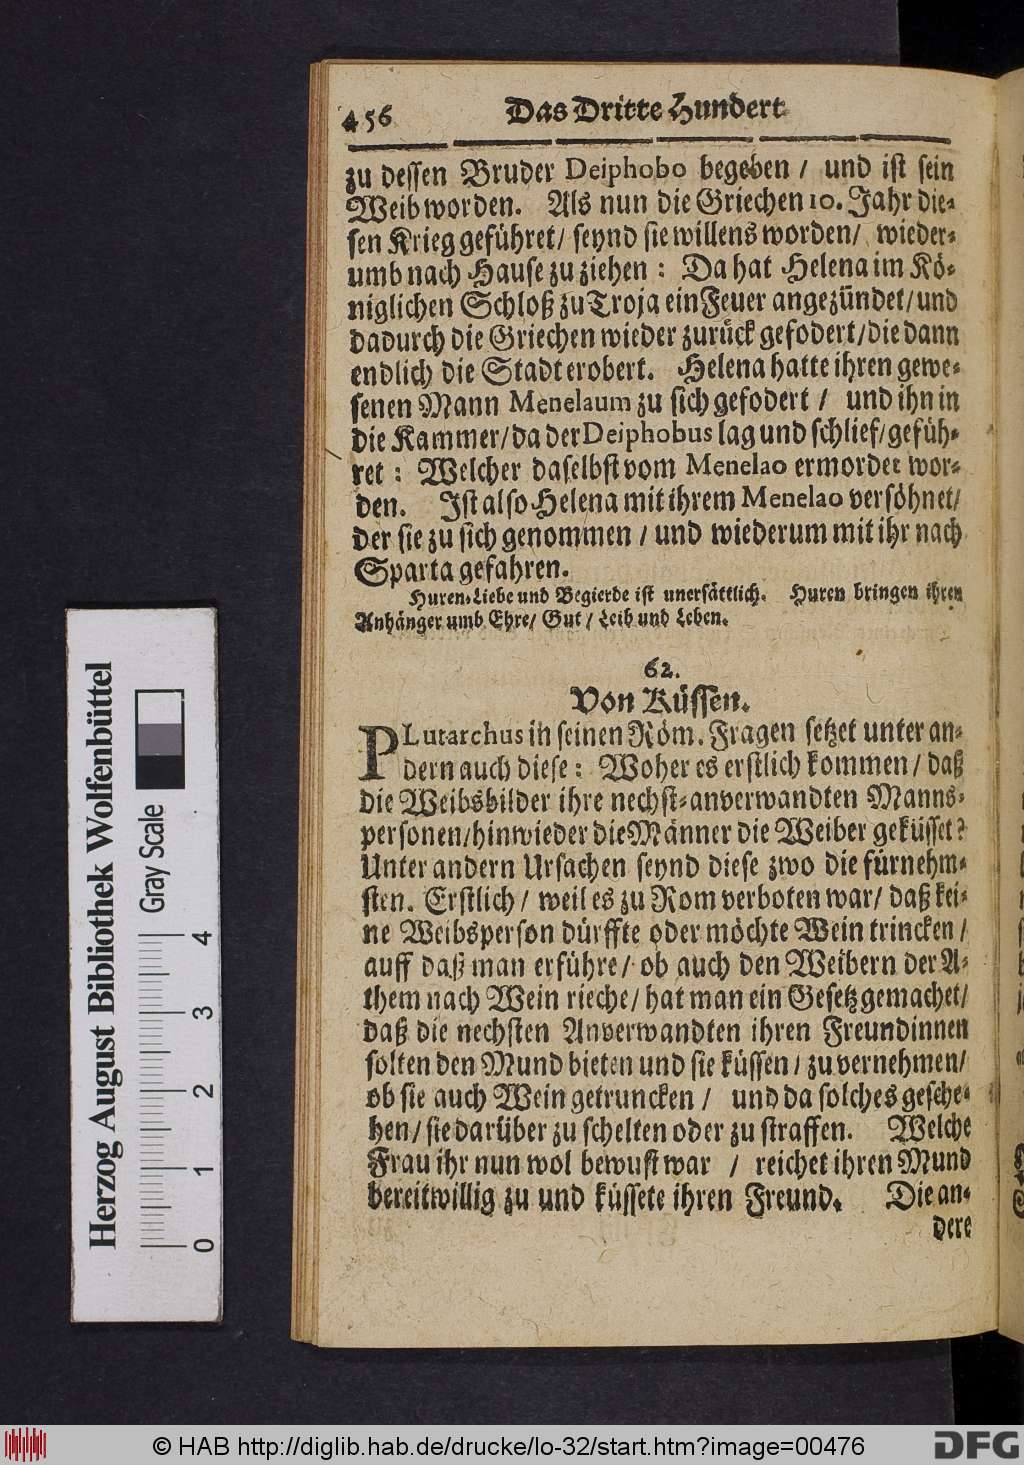 456 Das Dritte Hundert
zu dessen Bruder Deiphobo begeben / und ist sein
Weib worden. Als nun die Griechen 10. Jahr die-
sen Krieg geführet / seynd sie willens worden / wieder-
umb nach Hause zu ziehen : Da hat Helena im Kö-
niglichen Schloß zu Troja ein Feuer angezündet / und
dadurch die Griechen wieder zurück gefodert / die dann
endlich die Stadt erobert. Helena hatte ihren gewe-
senen Mann Menelaum zu sich gefodert / und ihn in
die Kammer / da der Deiphobus lag und schlief / gefüh-
ret : Welcher daselbst vom Menelao ermordet wor-
den. Ist also Helena mit ihrem Menelao versöhnet /
der sie zu sich genommen / und wiederum mit ihr nach
Sparta gefahren.
Huren-Liebe und Begierde ist unersättlich. Huren bringen ihren
Anhänger umb Ehre / Gut / Leib und Leben.
62.
Von Küssen.
PLutarchus in seinen Röm. Fragen setzet unter an-
dern auch diese : Woher es erstlich kommen / daß
die Weibsbilder ihre nechst-anverwandten Manns-
personen / hinwieder die Männer die Weiber geküsset?
Unter andern Ursachen seynd diese zwo die fürnehm-
sten. Erstlich / weil es zu Rom verboten war / daß kei-
ne Weibsperson dürffte oder möchte Wein trincken /
auff daß man erführe / ob auch den Weibern der A-
them nach Wein rieche / hat man ein Gesetz gemachet /
daß die nechsten Anverwandten ihren Freundinnen
solten den Mund bieten und sie küssen / zu vernehmen /
ob sie auch Wein getruncken / und da solches gesche-
hen / sie darüber zu schelten oder zu straffen. Welche
Frau ihr nun wol bewust war / reichet ihren Mund
bereitwillig zu und küssete ihren Freund. Die an-
dere
Herzog August Bibliothek Wolfenbüttel
Gray Scale
0 1 2 3 4
© HAB http://diglib.hab.de/drucke/lo-32/start.htm?image=00476
DFG